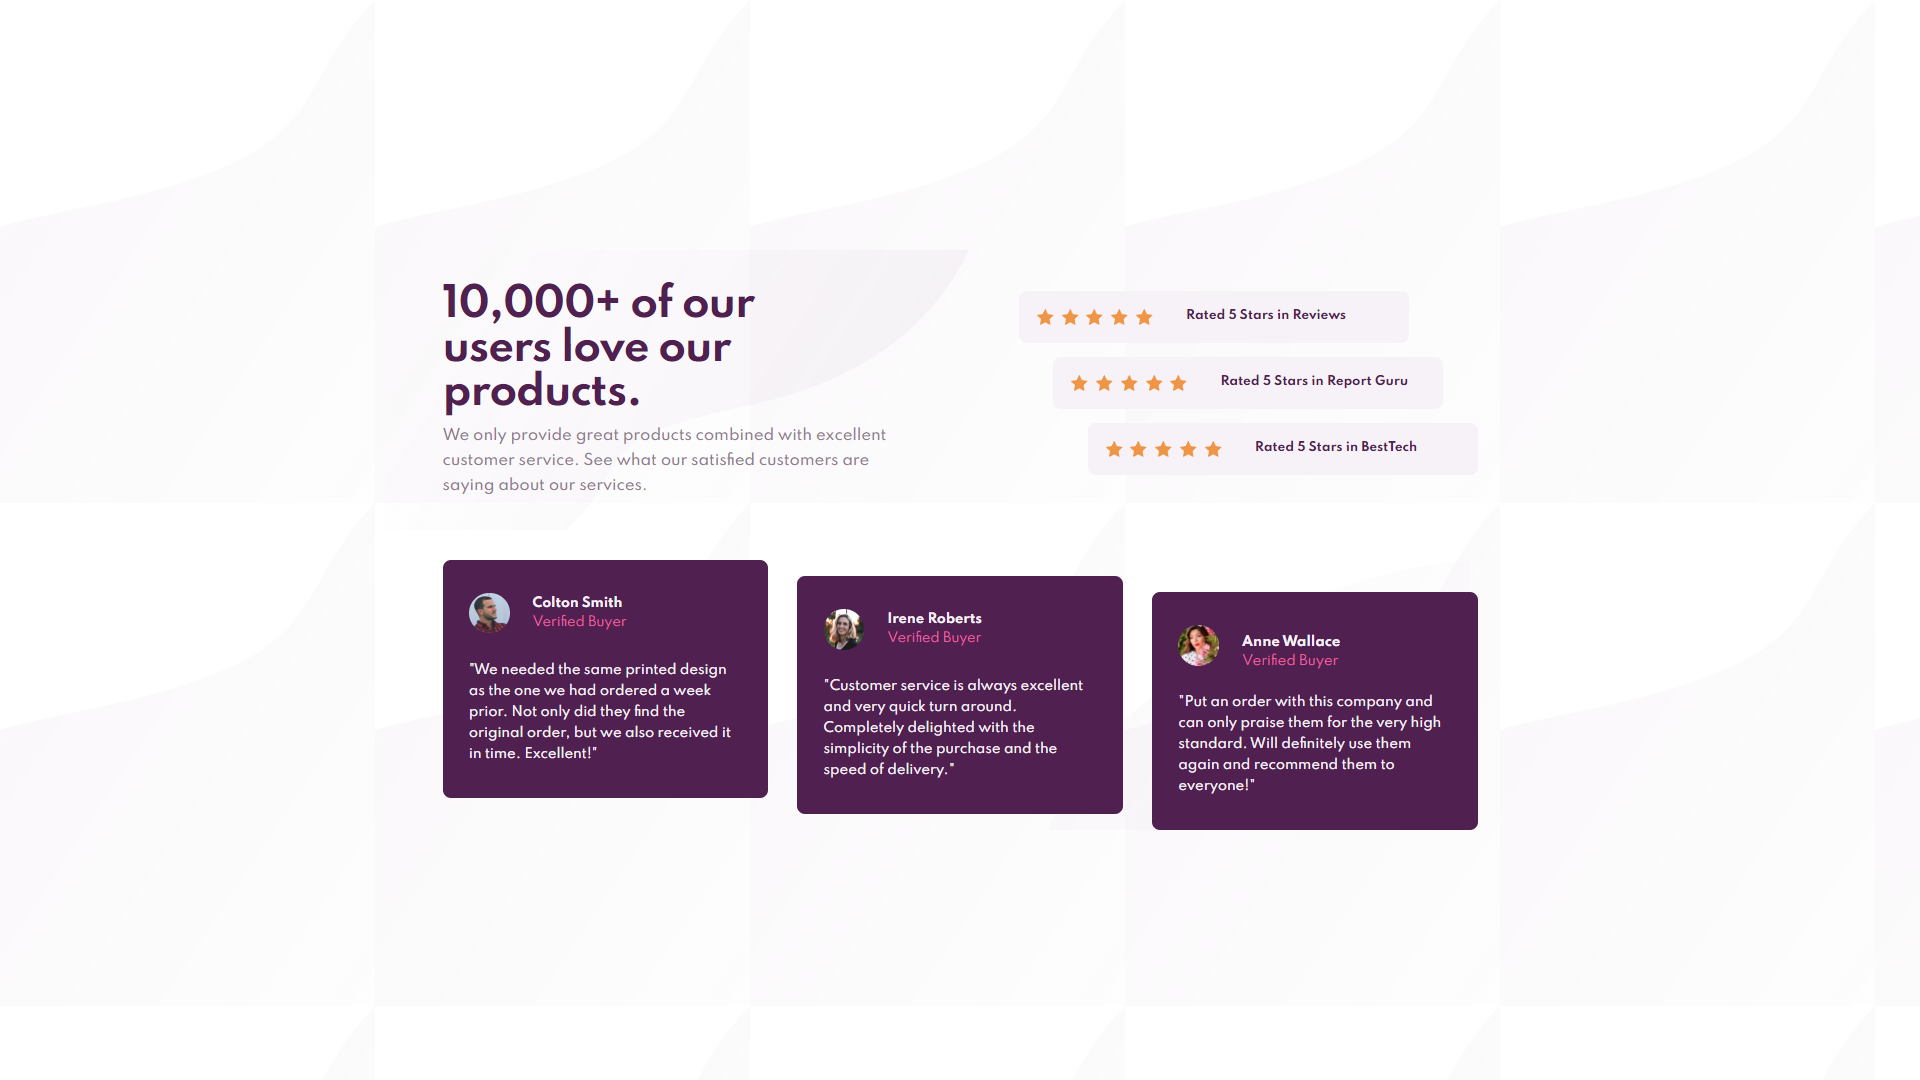 10,000+ of our
users love our
products.
We only provide great products combined with excellent
customer service. See what our satisfied customers are
saying about our services.
Rated 5 Stars in Reviews
Rated 5 Stars in Report Guru
Rated 5 Stars in BestTech
Colton Smith
Verified Buyer
"We needed the same printed design
as the one we had ordered a week
prior. Not only did they find the
original order, but we also received it
in time. Excellent!"
Irene Roberts
Verified Buyer
"Customer service is always excellent
and very quick turn around.
Completely delighted with the
simplicity of the purchase and the
speed of delivery."
Anne Wallace
Verified Buyer
"Put an order with this company and
can only praise them for the very high
standard. Will definitely use them
again and recommend them to
everyone!"